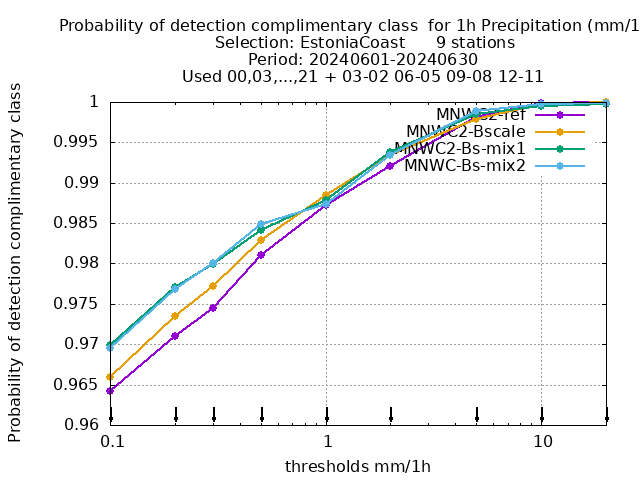 Probability of detection complimentary class  for 1h Precipitation (mm/1
Selection: EstoniaCoast      9 stations
Period: 20240601-20240630
Used 00,03,...,21 + 03-02 06-05 09-08 12-11
Probability of detection complimentary class
1
0.995
0.99
0.985
0.98
0.975
0.97
0.965
0.96
MNWC2-ref
MNWC2-Bscale
MNWC2-Bs-mix1
MNWC-Bs-mix2
0.1
1
10
thresholds mm/1h